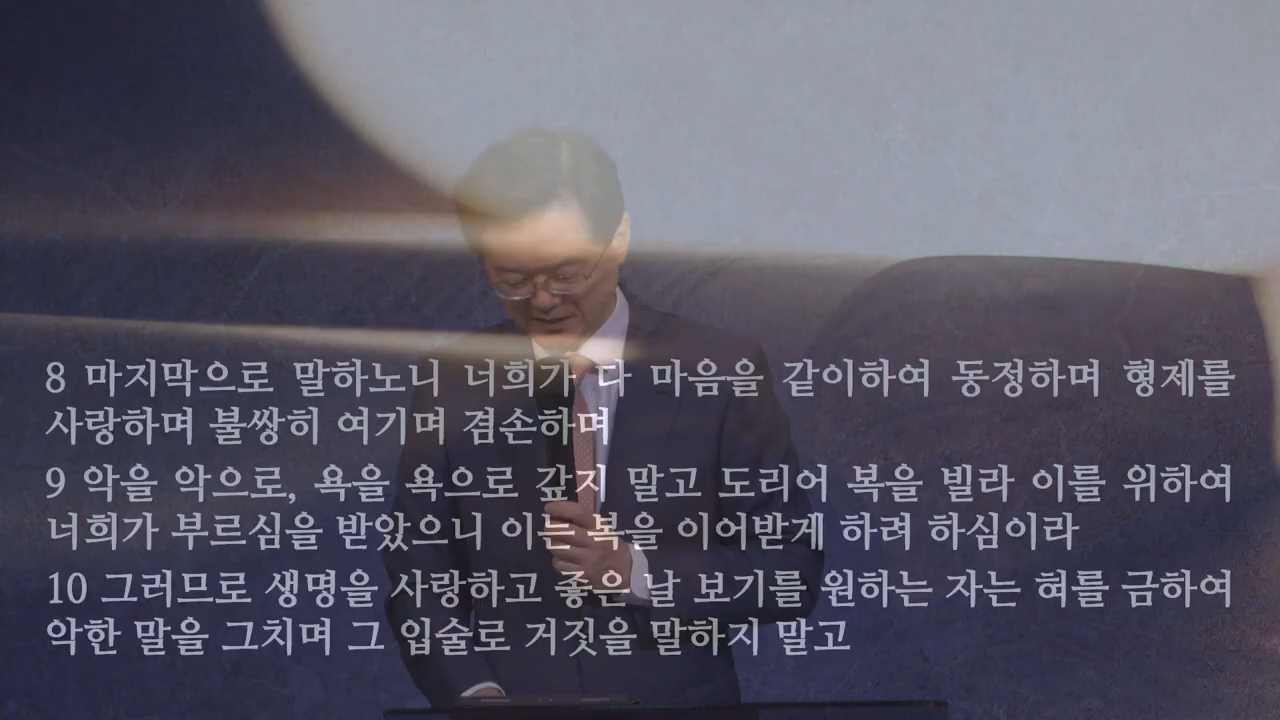 8 마지막으로 말하노니 너희가 다 마음을 같이하여 동정하며 형제를
사랑하며 불쌍히 여기며 겸손하며
9 악을 악으로, 욕을 욕으로 갚지 말고 도리어 복을 빌라 이를 위하여
너희가 부르심을 받았으니 이는 복을 이어받게 하려 하심이라
10 그러므로 생명을 사랑하고 좋은 날 보기를 원하는 자는 혀를 금하여
악한 말을 그치며 그 입술로 거짓을 말하지 말고